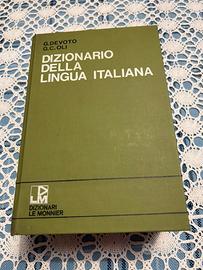 G. DEVOTO
G. C. OLI
DIZIONARIO
DELLA
LINGUA ITALIANA
DIZIONARI
LE MONNIER